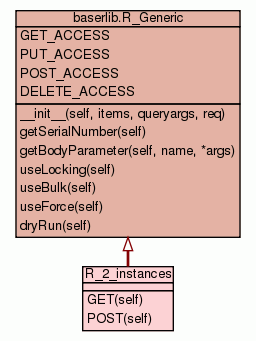 baserlib.R_Generic
GET_ACCESS
PUT_ACCESS
POST_ACCESS
DELETE_ACCESS
__init__(self, items, queryargs, req)
getSerialNumber(self)
getBodyParameter(self, name, *args)
useLocking(self)
useBulk(self)
useForce(self)
dryRun(self)
R_2_instances
GET(self)
POST(self)